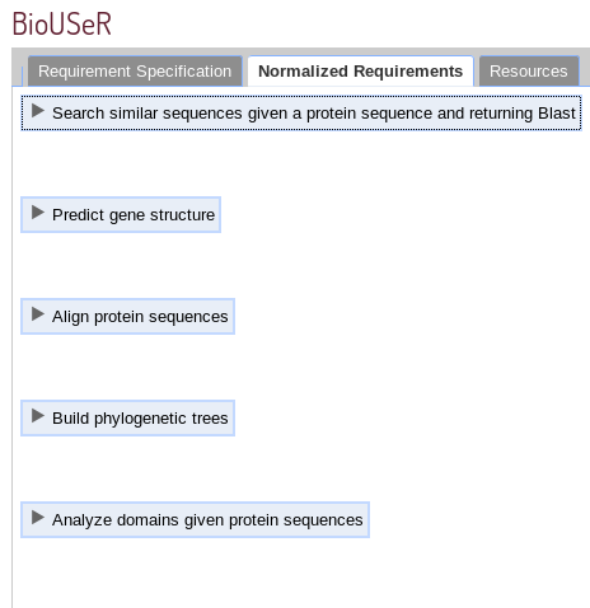 BioUSeR
Requirement Specification Normalized Requirements Resources
Search similar sequences given a protein sequence and returning Blast
Predict gene structure
Align protein sequences
Build phylogenetic trees
Analyze domains given protein sequences